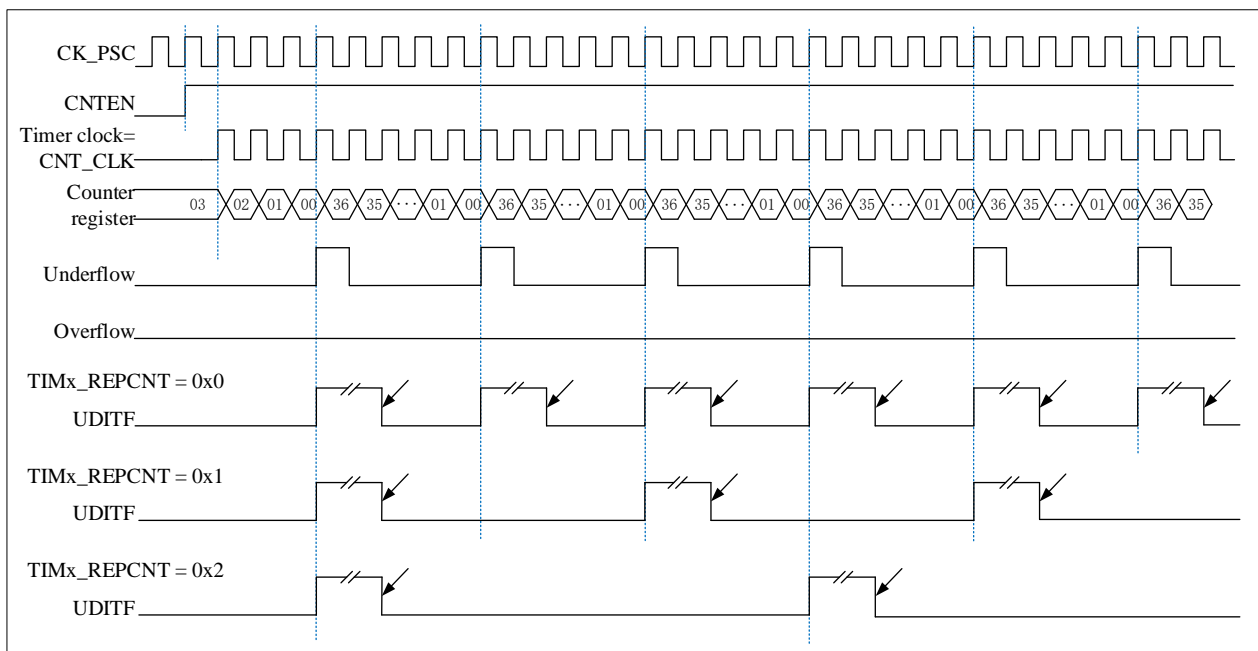 CK_PSC
CNTEN
Timer clock=
CNT_CLK
Counter
register
03 02 01 00 36 35 ··· 01 00 36 35 ··· 01 00 36 35 ··· 01 00 36 35 ··· 01 00 36 35 ··· 01 00 36 35
Underflow
Overflow
TIMx_REPCNT = 0x0
UDITF
TIMx_REPCNT = 0x1
UDITF
TIMx_REPCNT = 0x2
UDITF